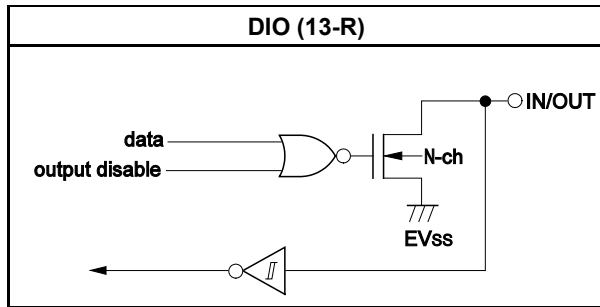 DIO (13-R)
IN/OUT
data
N-ch
output disable
EVss